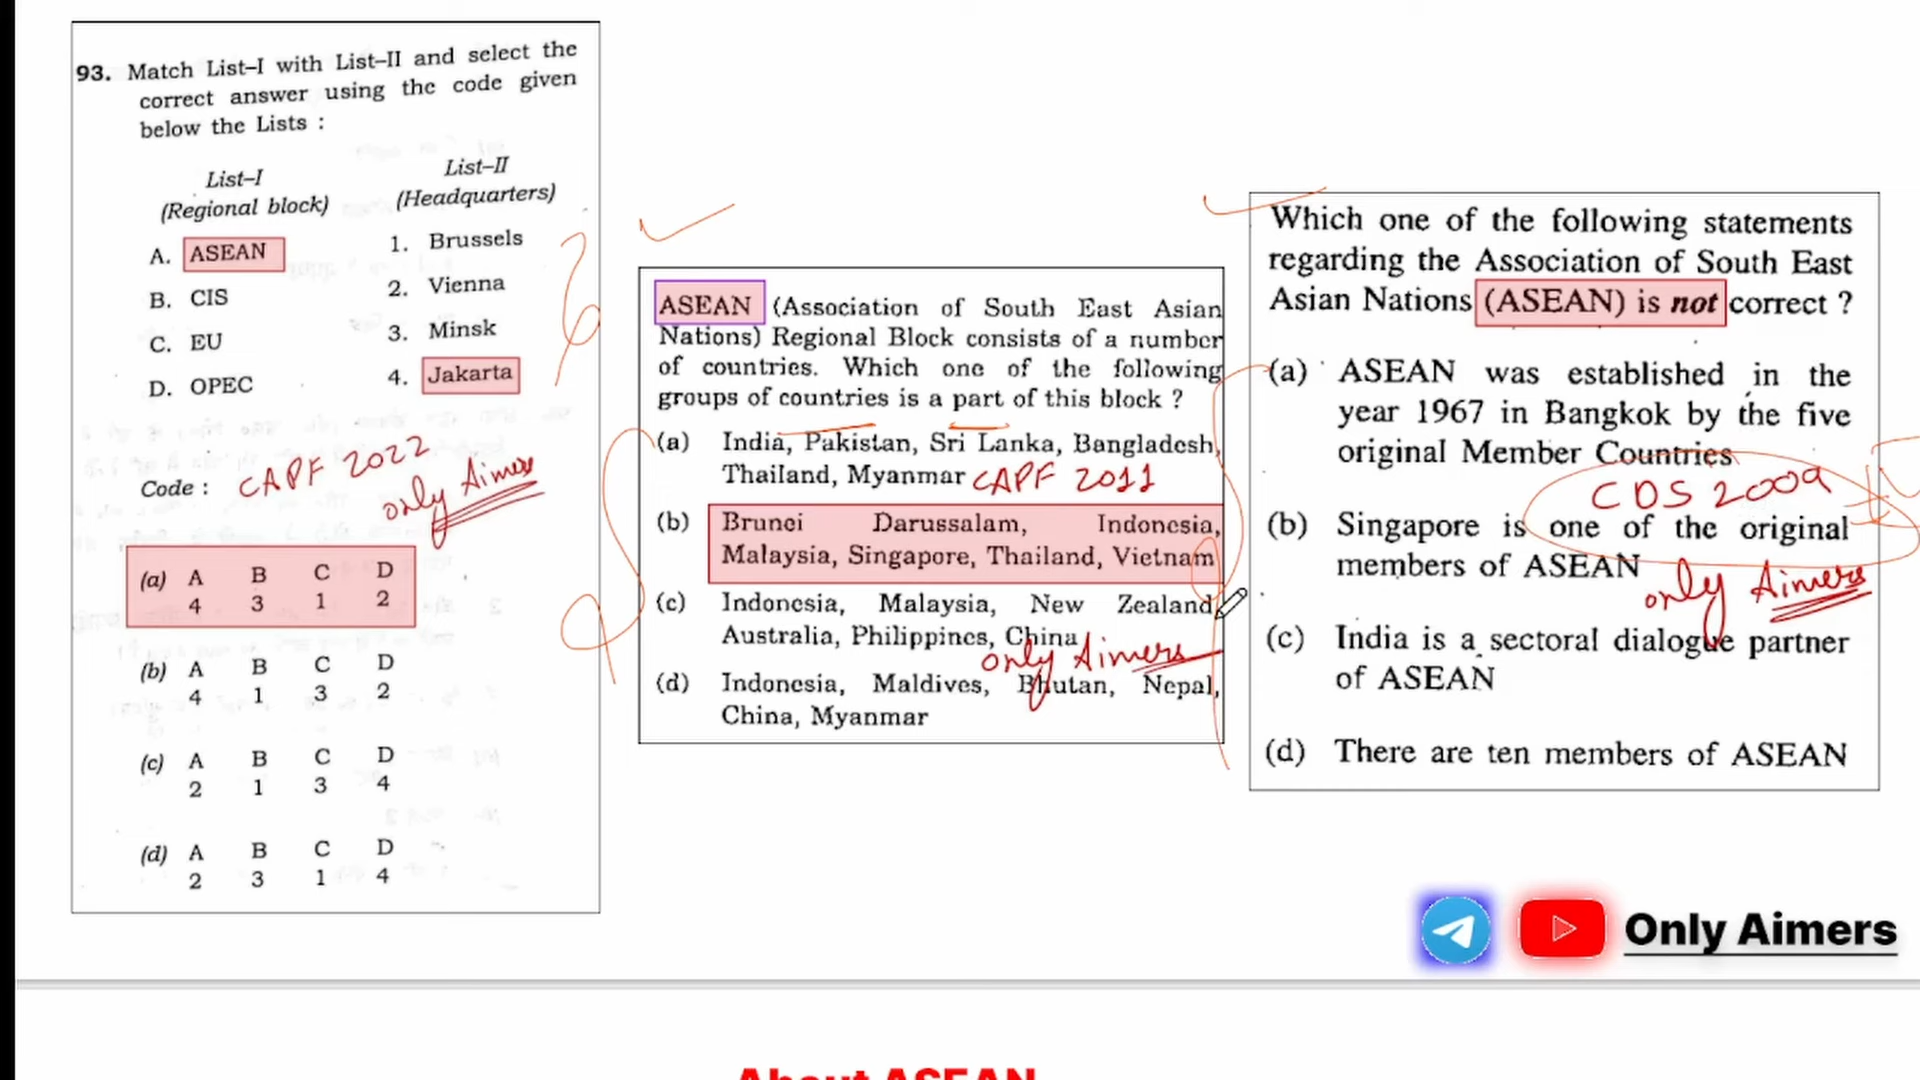 93. Match List–I with List–II and select the
correct answer using the code given
below the Lists :
List–I
(Regional block)
List–II
(Headquarters)
A. ASEAN
1. Brussels
B. CIS
2. Vienna
C. EU
3. Minsk
D. OPEC
4. Jakarta
Code :
CAPF 2022
only Aimers
(a) A B C D
4 3 1 2
(b) A B C D
4 1 3 2
(c) A B C D
2 1 3 4
(d) A B C D
2 3 1 4
ASEAN (Association of South East Asian
Nations) Regional Block consists of a number
of countries. Which one of the following
groups of countries is a part of this block ?
(a) India, Pakistan, Sri Lanka, Bangladesh,
Thailand, Myanmar CAPF 2011
(b) Brunei Darussalam, Indonesia,
Malaysia, Singapore, Thailand, Vietnam
(c) Indonesia, Malaysia, New Zealand,
Australia, Philippines, China
only Aimers
(d) Indonesia, Maldives, Bhutan, Nepal,
China, Myanmar
Which one of the following statements
regarding the Association of South East
Asian Nations (ASEAN) is not correct ?
(a) ASEAN was established in the
year 1967 in Bangkok by the five
original Member Countries
CDS 2009
(b) Singapore is one of the original
members of ASEAN
only Aimers
(c) India is a sectoral dialogue partner
of ASEAN
(d) There are ten members of ASEAN
Only Aimers
About ASEAN